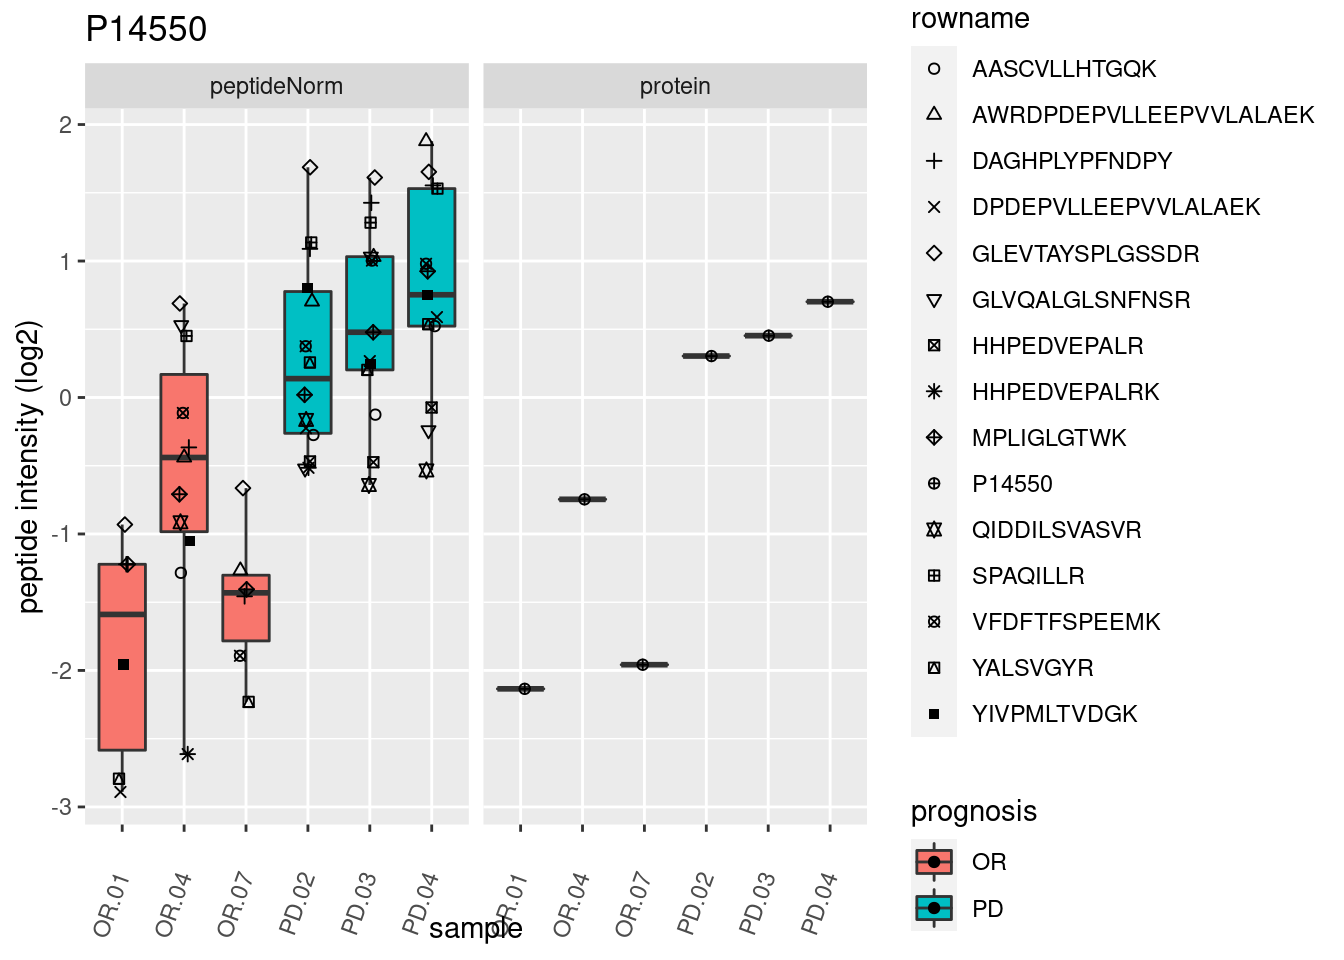 P14550
peptideNorm
protein
2
1
0
-1
-2
-3
peptide intensity (log2)
OR.01
OR.04
OR.07
PD.02
PD.03
PD.04
OR.01
OR.04
OR.07
PD.02
PD.03
PD.04
sample
rowname
AASCVLLHTGQK
AWRDPDEPVLLEEPVVLALAEK
DAGHPLYPFNDPY
DPDEPVLLEEPVVLALAEK
GLEVTAYSPLGSSDR
GLVQALGLSNFNSR
HHPEDVEPALR
HHPEDVEPALRK
MPLIGLGTWK
P14550
QIDDILSVASVR
SPAQILLR
VFDFTFSPEEMK
YALSVGYR
YIVPMLTVDGK
prognosis
OR
PD